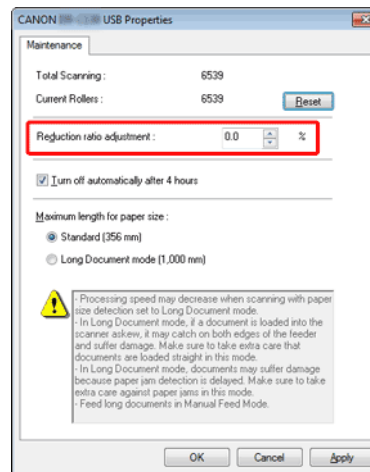 CANON USB Properties
Maintenance
Total Scanning : 6539
Current Rollers : 6539 Reset
Reduction ratio adjustment : 0.0 %
Turn off automatically after 4 hours
Maximum length for paper size :
Standard (356 mm)
Long Document mode (1,000 mm)
- Processing speed may decrease when scanning with paper
size detection set to Long Document mode.
- In Long Document mode, if a document is loaded into the
scanner askew, it may catch on both edges of the feeder
and suffer damage. Make sure to take extra care that
documents are loaded straight in this mode.
- In Long Document mode, documents may suffer damage
because paper jam detection is delayed. Make sure to take
extra care against paper jams in this mode.
- Feed long documents in Manual Feed Mode.
OK Cancel Apply